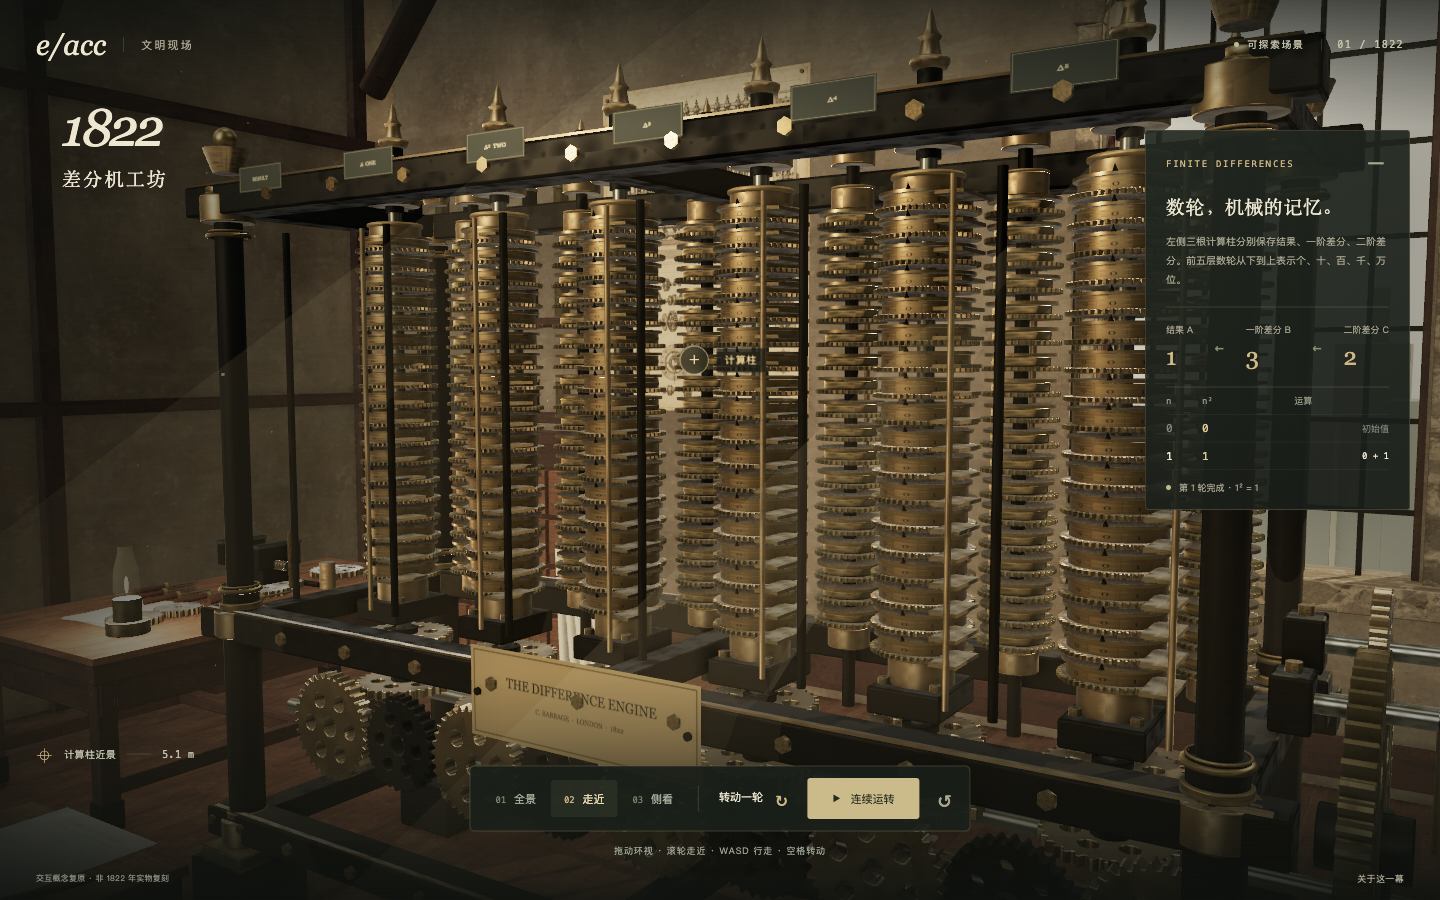 e/acc
文明现场
可探索场景
01 / 1822
1822
差分机工坊
RESULT
Δ ONE
Δ² TWO
Δ³
Δ⁴
FINITE DIFFERENCES
数轮，机械的记忆。
左侧三根计算柱分别保存结果、一阶差分、二阶差
分。前五层数轮从下到上表示个、十、百、千、万
位。
结果 A
一阶差分 B
二阶差分 C
1 ← 3 ← 2
n n² 运算
0 0 初始值
1 1 0 + 1
第 1 轮完成 · 1² = 1
+ 计算柱
THE DIFFERENCE ENGINE
C. BABBAGE · LONDON · 1822
计算柱近景 5.1 m
01 全景
02 走近
03 侧看
转动一轮 ↻
▶ 连续运转
↺
拖动环视 · 滚轮走近 · WASD 行走 · 空格转动
交互概念复原 · 非 1822 年实物复刻
关于这一幕